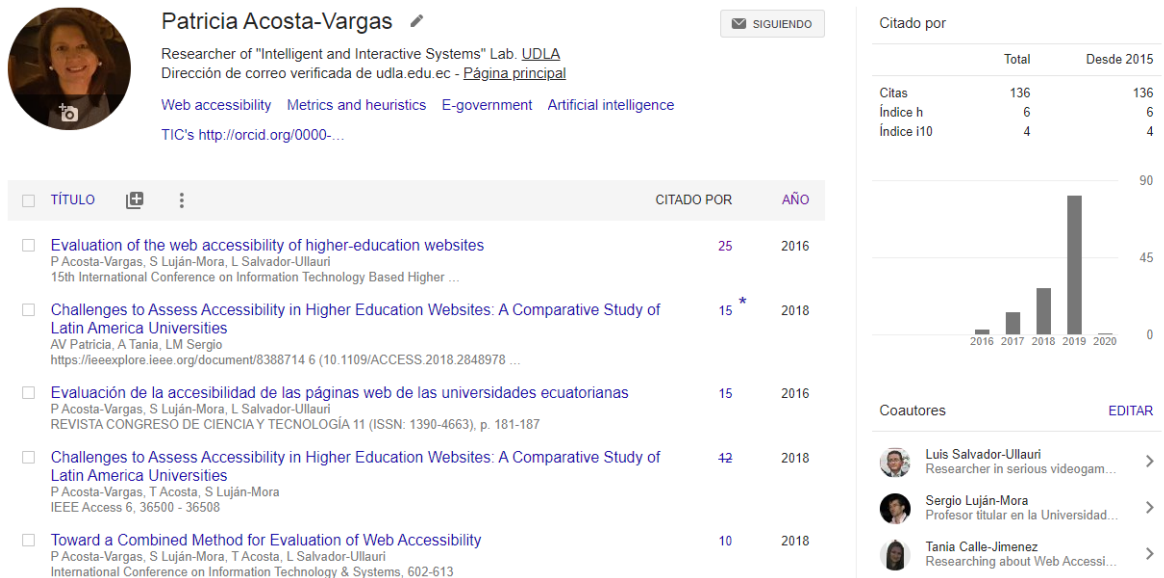 Patricia Acosta-Vargas
SIGUIENDO
Researcher of "Intelligent and Interactive Systems" Lab. UDLA
Dirección de correo verificada de udla.edu.ec - Página principal
Web accessibility Metrics and heuristics E-government Artificial intelligence
TIC's http://orcid.org/0000-...
TÍTULO CITADO POR AÑO
Evaluation of the web accessibility of higher-education websites 25 2016
P Acosta-Vargas, S Luján-Mora, L Salvador-Ullauri
15th International Conference on Information Technology Based Higher ...
Challenges to Assess Accessibility in Higher Education Websites: A Comparative Study of 15 * 2018
Latin America Universities
AV Patricia, A Tania, LM Sergio
https://ieeexplore.ieee.org/document/8388714 6 (10.1109/ACCESS.2018.2848978 ...
Evaluación de la accesibilidad de las páginas web de las universidades ecuatorianas 15 2016
P Acosta-Vargas, S Luján-Mora, L Salvador-Ullauri
REVISTA CONGRESO DE CIENCIA Y TECNOLOGÍA 11 (ISSN: 1390-4663), p. 181-187
Challenges to Assess Accessibility in Higher Education Websites: A Comparative Study of 12 2018
Latin America Universities
P Acosta-Vargas, T Acosta, S Luján-Mora
IEEE Access 6, 36500 - 36508
Toward a Combined Method for Evaluation of Web Accessibility 10 2018
P Acosta-Vargas, S Luján-Mora, T Acosta, L Salvador-Ullauri
International Conference on Information Technology & Systems, 602-613
Citado por
Total Desde 2015
Citas 136 136
Índice h 6 6
Índice i10 4 4
90
45
0
2016 2017 2018 2019 2020
Coautores EDITAR
Luis Salvador-Ullauri
Researcher in serious videogam...
Sergio Luján-Mora
Profesor titular en la Universidad...
Tania Calle-Jimenez
Researching about Web Accessi...